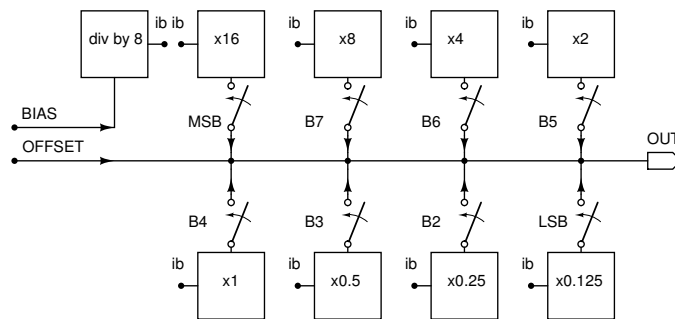 ib ib ib ib ib
div by 8 x16 x8 x4 x2
BIAS MSB B7 B6 B5
OFFSET OUT
B4 B3 B2 LSB
ib ib ib ib
x1 x0.5 x0.25 x0.125